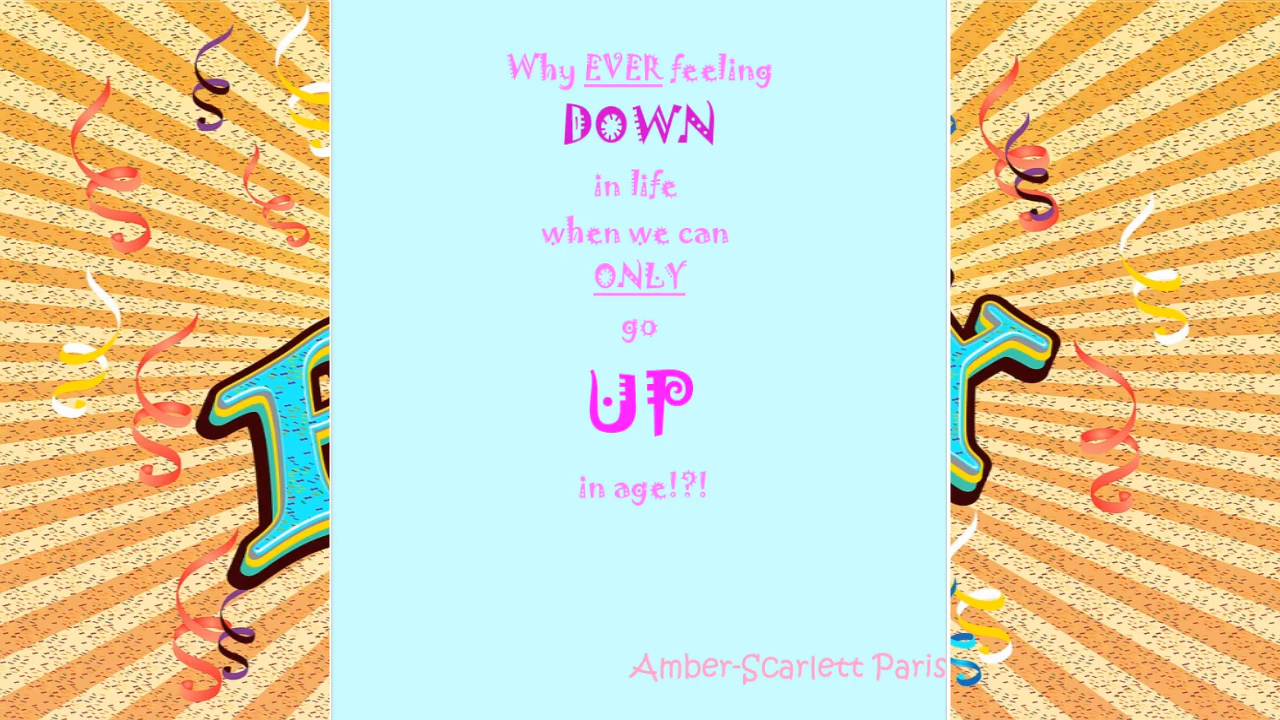 Why EVER feeling
DOWN
in life
when we can
ONLY
go
UP
in age!?!
Amber-Scarlett Paris